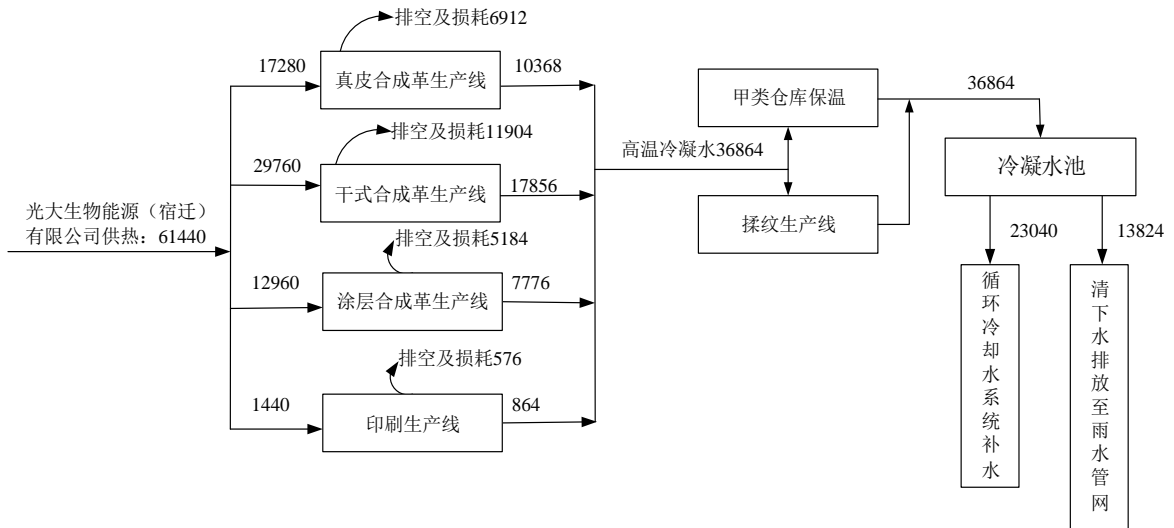 排空及损耗6912
17280
真皮合成革生产线
10368
排空及损耗11904
29760
干式合成革生产线
17856
光大生物能源（宿迁）
有限公司供热：61440
排空及损耗5184
12960
涂层合成革生产线
7776
排空及损耗576
1440
印刷生产线
864
高温冷凝水36864
甲类仓库保温
揉纹生产线
36864
冷凝水池
23040
13824
循环冷却水系统补水
清下水排放至雨水管网